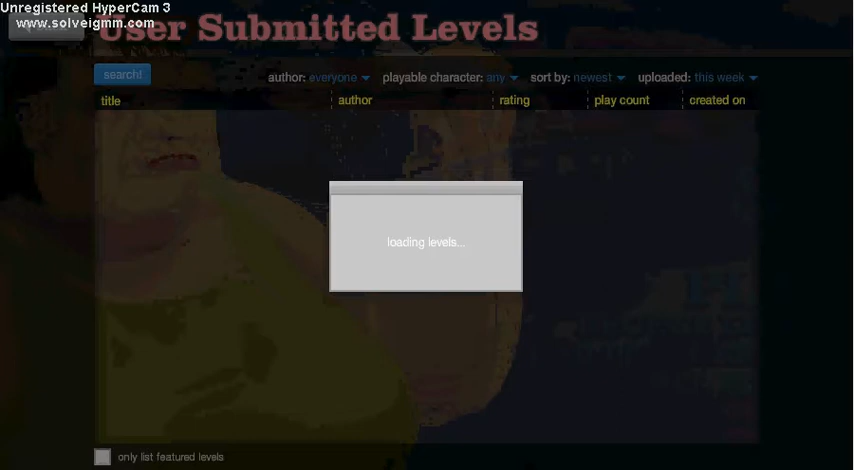 Unregistered HyperCam 3
www.solveigmm.com
User Submitted Levels
search!
author: everyone playable character: any sort by: newest uploaded: this week
title author rating play count created on
loading levels...
only list featured levels